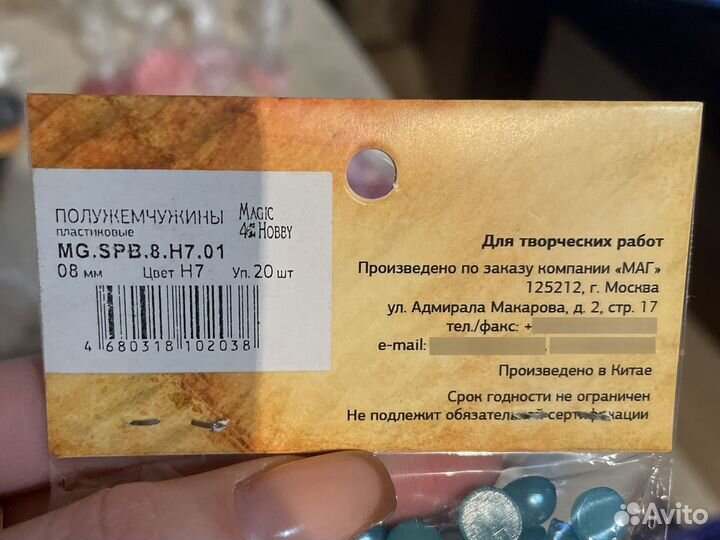 ПОЛУЖЕМЧУЖИНЫ
пластиковые
MAGIC
4 HOBBY
MG.SPB.8.H7.01
08 мм Цвет H7 Уп. 20 шт
4 680318 102038
Для творческих работ
Произведено по заказу компании «МАГ»
125212, г. Москва
ул. Адмирала Макарова, д. 2, стр. 17
тел./факс: +
e-mail:
Произведено в Китае
Срок годности не ограничен
Не подлежит обязательной сертификации
Avito